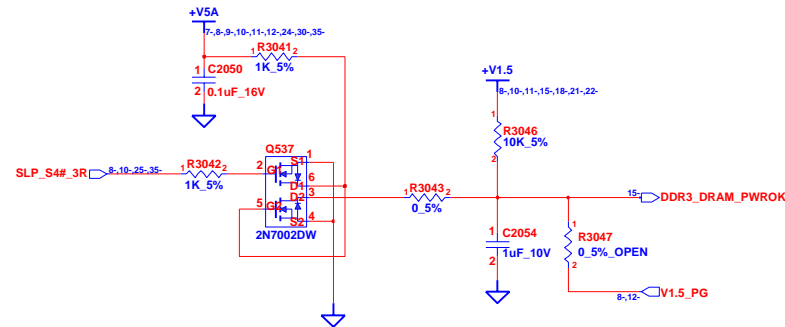 +V5A
7-,8-,9-,10-,11-,12-,24-,30-,35-
1 R3041 2
1K_5%
1 C2050
2 0.1uF_16V
+V1.5
8-,10-,11-,15-,18-,21-,22-
1
R3046
10K_5%
2
Q537
SLP_S4#_3R
8-,10-,25-,35-
1 R3042 2
1K_5%
2 G1 S1 1
D1 6
D2 3
5 G2
S2 4
2N7002DW
1 R3043 2
0_5%
15-
DDR3_DRAM_PWROK
1 C2054
1uF_10V
2
1
R3047
0_5%_OPEN
2
8-,12-
V1.5_PG